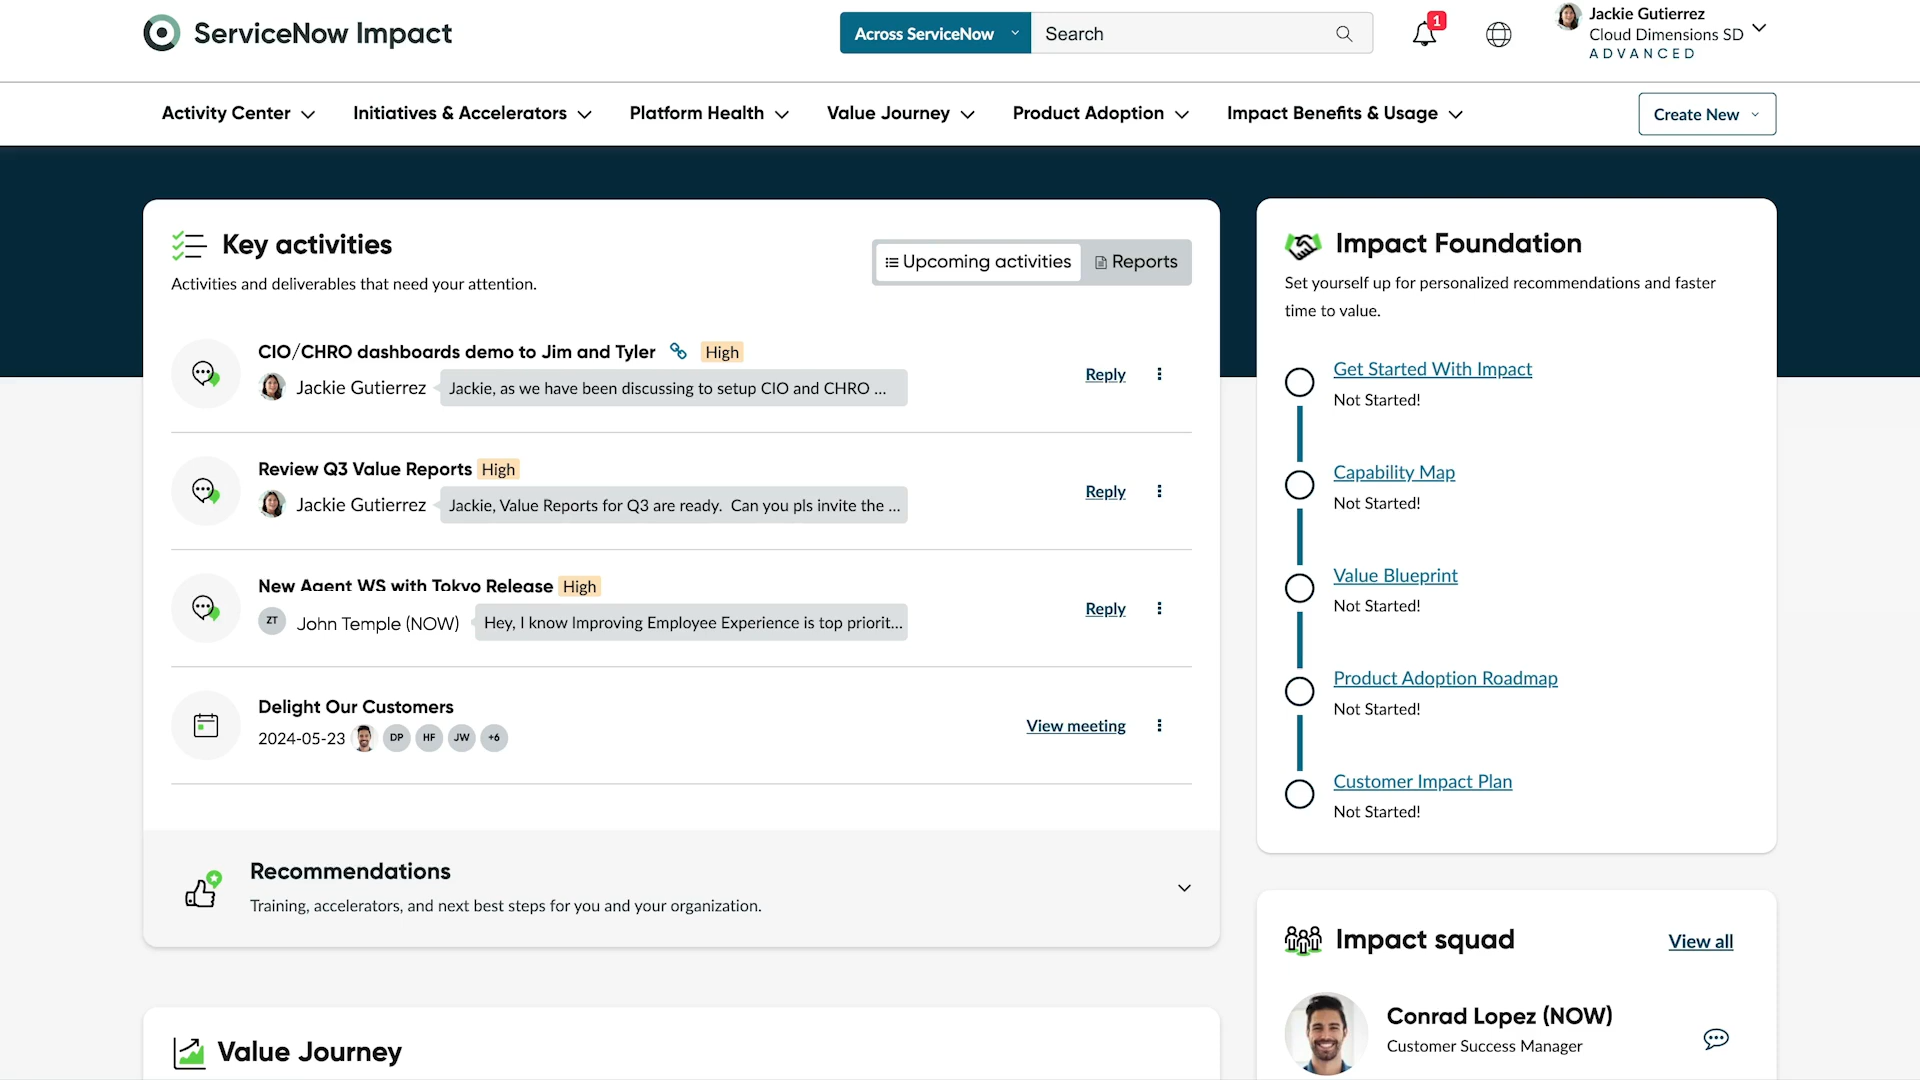 ServiceNow Impact
Across ServiceNow
Search
1
Jackie Gutierrez
Cloud Dimensions SD
ADVANCED
Activity Center
Initiatives & Accelerators
Platform Health
Value Journey
Product Adoption
Impact Benefits & Usage
Create New
Key activities
Activities and deliverables that need your attention.
Upcoming activities
Reports
CIO/CHRO dashboards demo to Jim and Tyler
High
Jackie Gutierrez
Jackie, as we have been discussing to setup CIO and CHRO ...
Reply
Review Q3 Value Reports
High
Jackie Gutierrez
Jackie, Value Reports for Q3 are ready. Can you pls invite the ...
Reply
New Agent WS with Tokyo Release
High
ZT
John Temple (NOW)
Hey, I know Improving Employee Experience is top priorit...
Reply
Delight Our Customers
2024-05-23
DP
HF
JW
+6
View meeting
Recommendations
Training, accelerators, and next best steps for you and your organization.
Value Journey
Impact Foundation
Set yourself up for personalized recommendations and faster
time to value.
Get Started With Impact
Not Started!
Capability Map
Not Started!
Value Blueprint
Not Started!
Product Adoption Roadmap
Not Started!
Customer Impact Plan
Not Started!
Impact squad
View all
Conrad Lopez (NOW)
Customer Success Manager